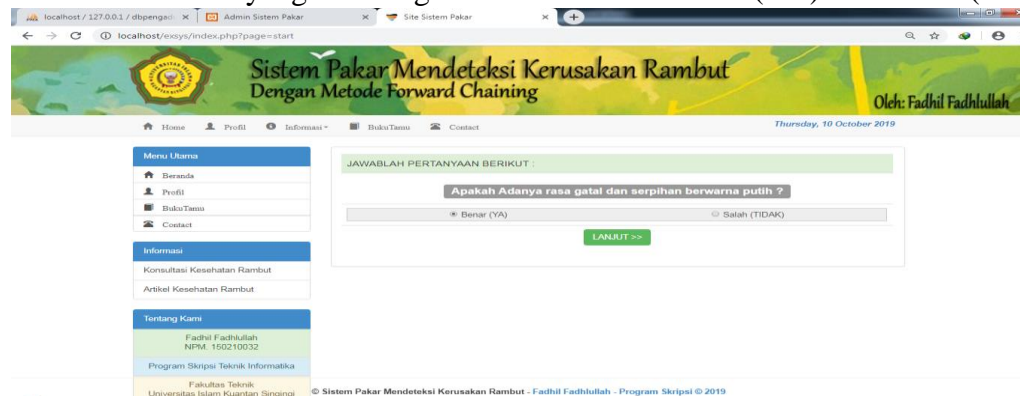 localhost / 127.0.0.1 / dbpengad
Admin Sistem Pakar
Site Sistem Pakar
localhost/exsys/index.php?page=start
Sistem Pakar Mendeteksi Kerusakan Rambut
Dengan Metode Forward Chaining
Oleh: Fadhil Fadhlullah
Home Profil Informasi BukuTamu Contact
Thursday, 10 October 2019
Menu Utama
Beranda
Profil
BukuTamu
Contact
Informasi
Konsultasi Kesehatan Rambut
Artikel Kesehatan Rambut
Tentang Kami
Fadhil Fadhlullah
NPM. 150210032
Program Skripsi Teknik Informatika
Fakultas Teknik
Universitas Islam Kuantan Singingi
JAWABLAH PERTANYAAN BERIKUT :
Apakah Adanya rasa gatal dan serpihan berwarna putih ?
Benar (YA) Salah (TIDAK)
LANJUT >>
© Sistem Pakar Mendeteksi Kerusakan Rambut - Fadhil Fadhlullah - Program Skripsi © 2019